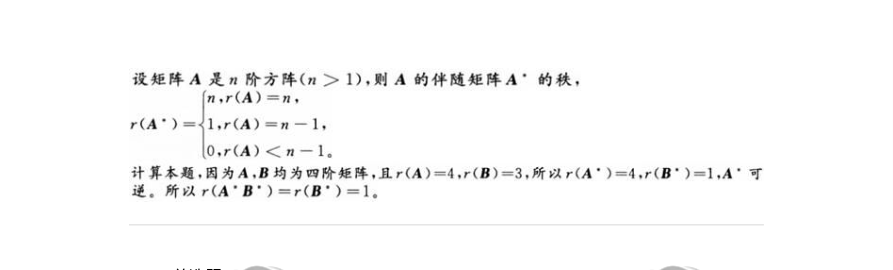 设矩阵 A 是 n 阶方阵(n > 1),则 A 的伴随矩阵 A* 的秩,
n,r(A)=n,
r(A*)={1,r(A)=n-1,
0,r(A)<n-1。
计算本题,因为 A,B 均为四阶矩阵,且 r(A)=4,r(B)=3,所以 r(A*)=4,r(B*)=1,A* 可
逆。所以 r(A*B*)=r(B*)=1。